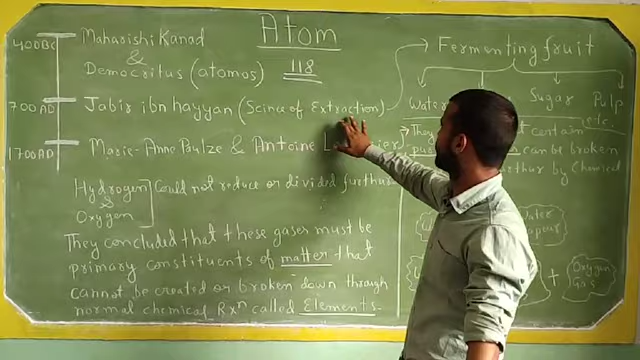 Atom
400BC
Maharishi Kanad
&
Democritus (atomos)
118
700AD
Jabir ibn hayyan (Scince of Extraction)
1700AD
Marie-Anne Paulze & Antoine
Hydrogen
&
Oxygen
Could not reduce or divided further
They concluded that these gases must be
primary constituents of matter that
cannot be created or broken down through
normal chemical Rxn called Elements.
Fermenting fruit
Water
Sugar
Pulp
etc.
They
contain
can be broken
by Chemical
Water
+
Oxygen
Gas